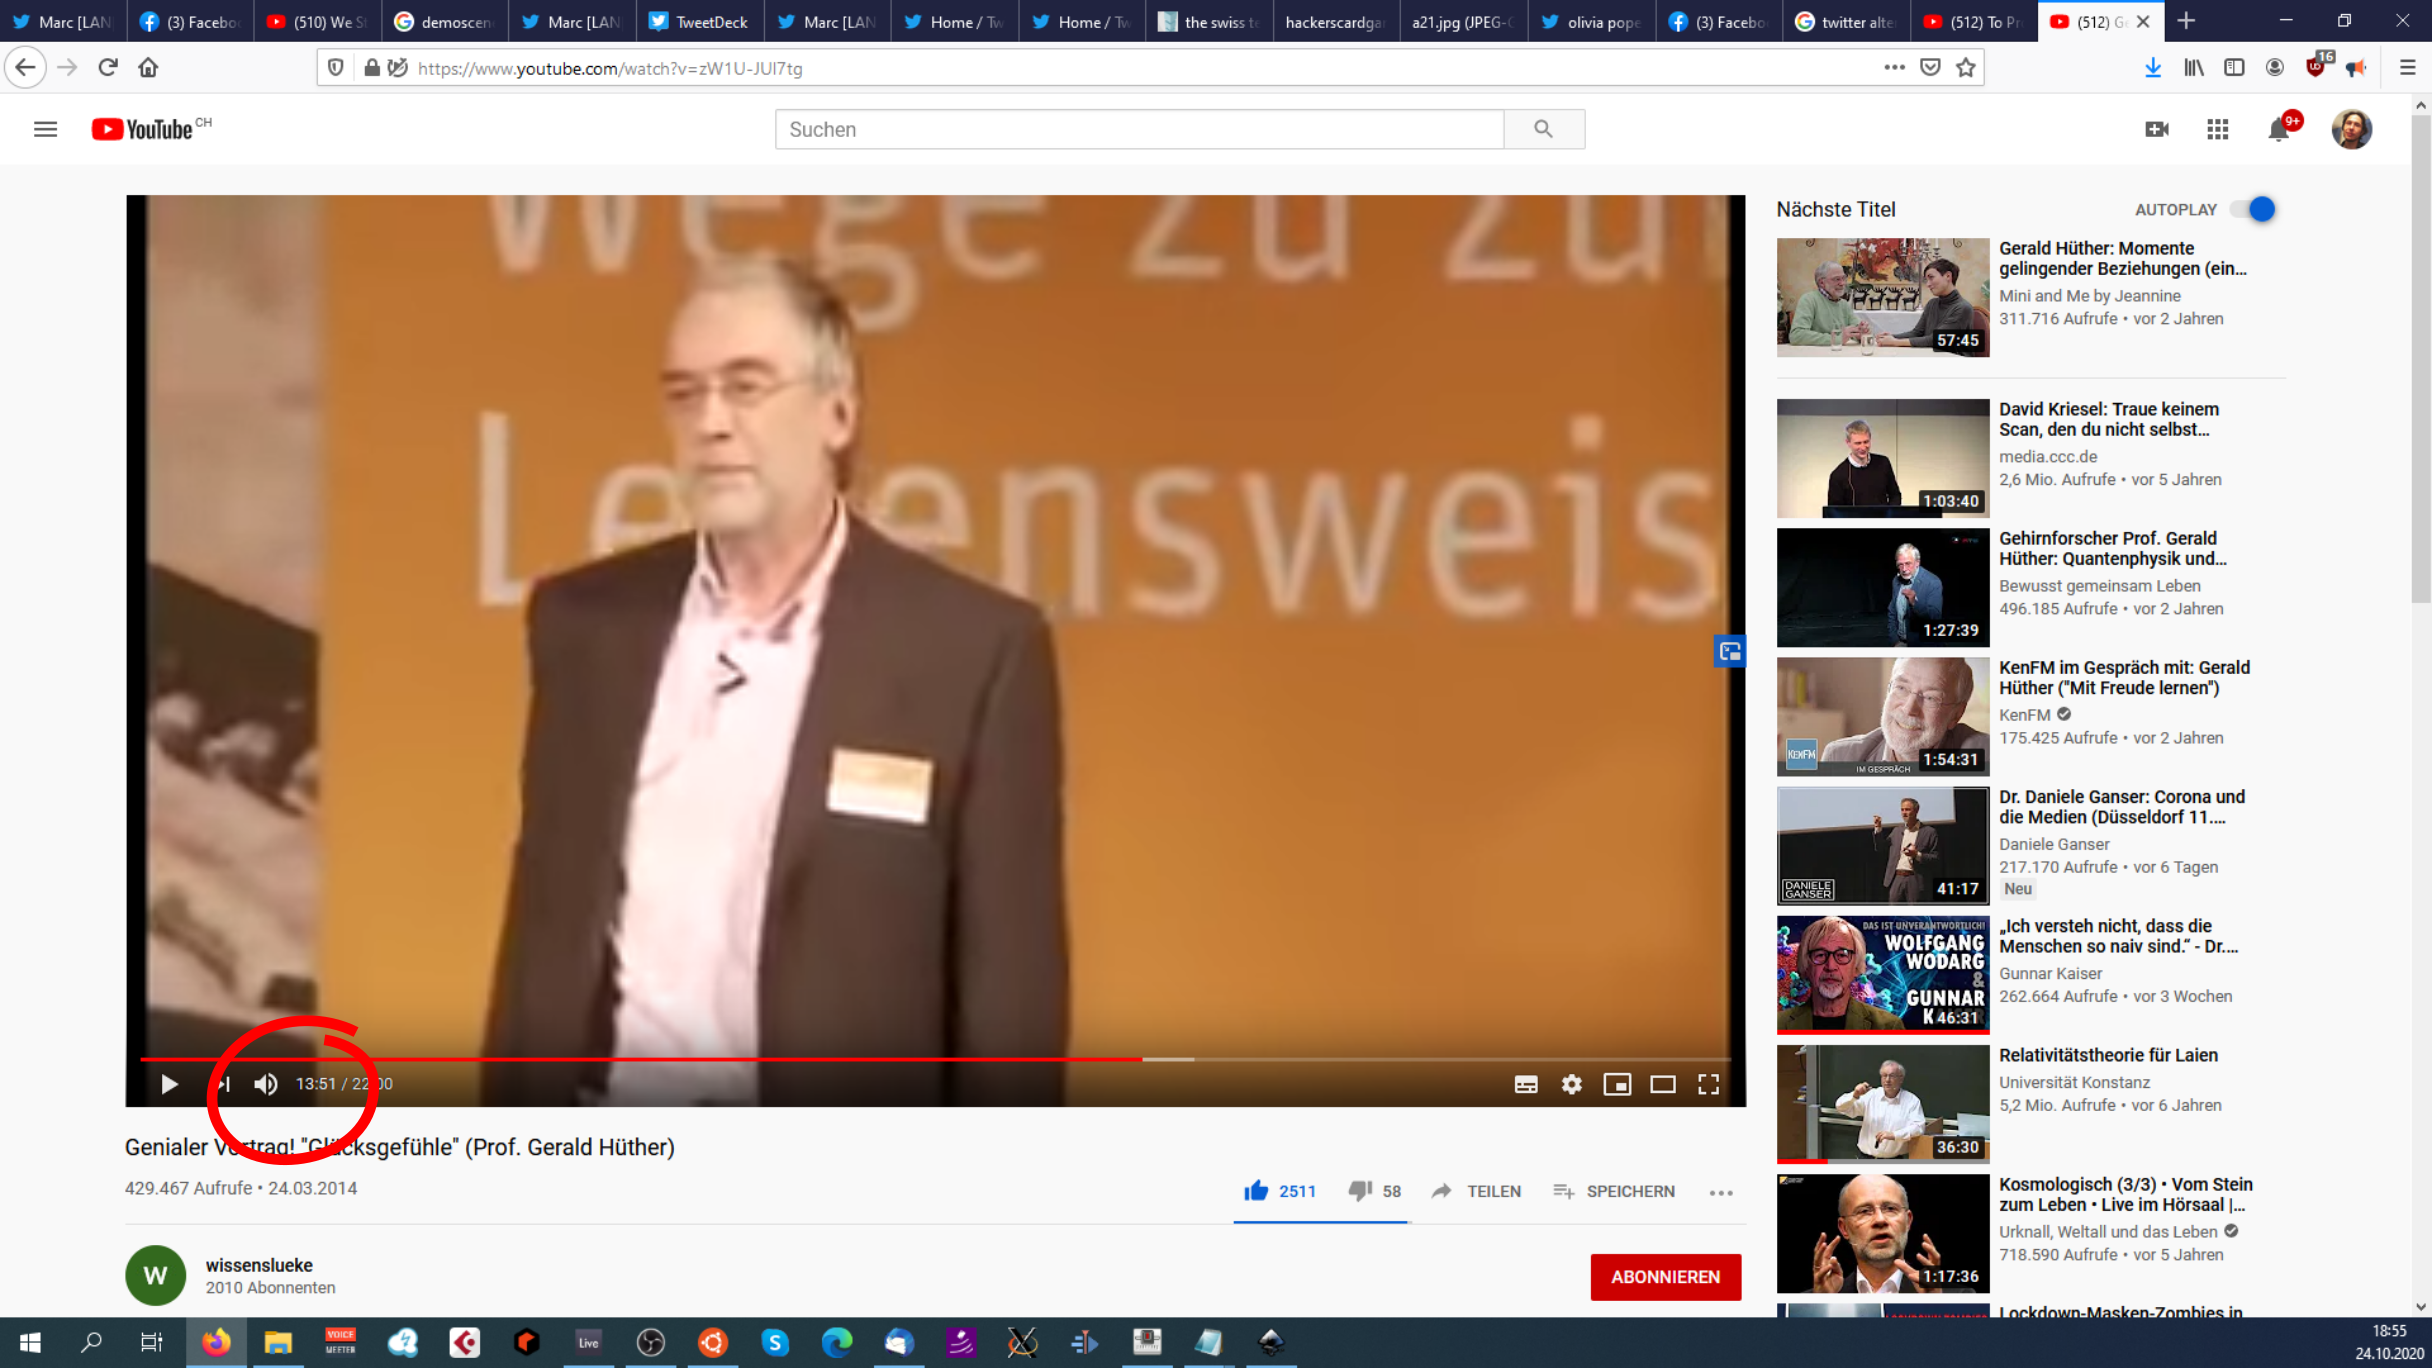 Marc [LAN
(3) Faceboo
(510) We St
demoscen
Marc [LAN
TweetDeck
Marc [LAN
Home / Tw
Home / Tw
the swiss te
hackerscardgar
a21.jpg (JPEG-G
olivia pope
(3) Faceboo
twitter alte
(512) To Pr
(512) Ge
https://www.youtube.com/watch?v=zW1U-JUl7tg
16
YouTube CH
Suchen
9+
Wege zu zu
Lebensweis
13:51 / 22:00
Genialer Vortrag! "Glücksgefühle" (Prof. Gerald Hüther)
429.467 Aufrufe • 24.03.2014
2511
58
TEILEN
SPEICHERN
W
wissenslueke
2010 Abonnenten
ABONNIEREN
Nächste Titel
AUTOPLAY
57:45
Gerald Hüther: Momente
gelingender Beziehungen (ein...
Mini and Me by Jeannine
311.716 Aufrufe • vor 2 Jahren
1:03:40
David Kriesel: Traue keinem
Scan, den du nicht selbst...
media.ccc.de
2,6 Mio. Aufrufe • vor 5 Jahren
1:27:39
Gehirnforscher Prof. Gerald
Hüther: Quantenphysik und...
Bewusst gemeinsam Leben
496.185 Aufrufe • vor 2 Jahren
KENFM
IM GESPRÄCH
1:54:31
KenFM im Gespräch mit: Gerald
Hüther ("Mit Freude lernen")
KenFM
175.425 Aufrufe • vor 2 Jahren
DANIELE
GANSER
41:17
Dr. Daniele Ganser: Corona und
die Medien (Düsseldorf 11....
Daniele Ganser
217.170 Aufrufe • vor 6 Tagen
Neu
DAS IST UNVERANTWORTLICH!
WOLFGANG
WODARG
&
GUNNAR
46:31
„Ich versteh nicht, dass die
Menschen so naiv sind.“ - Dr....
Gunnar Kaiser
262.664 Aufrufe • vor 3 Wochen
36:30
Relativitätstheorie für Laien
Universität Konstanz
5,2 Mio. Aufrufe • vor 6 Jahren
1:17:36
Kosmologisch (3/3) • Vom Stein
zum Leben • Live im Hörsaal |...
Urknall, Weltall und das Leben
718.590 Aufrufe • vor 5 Jahren
Lockdown-Masken-Zombies in
VOICE
MEETER
Live
18:55
24.10.2020